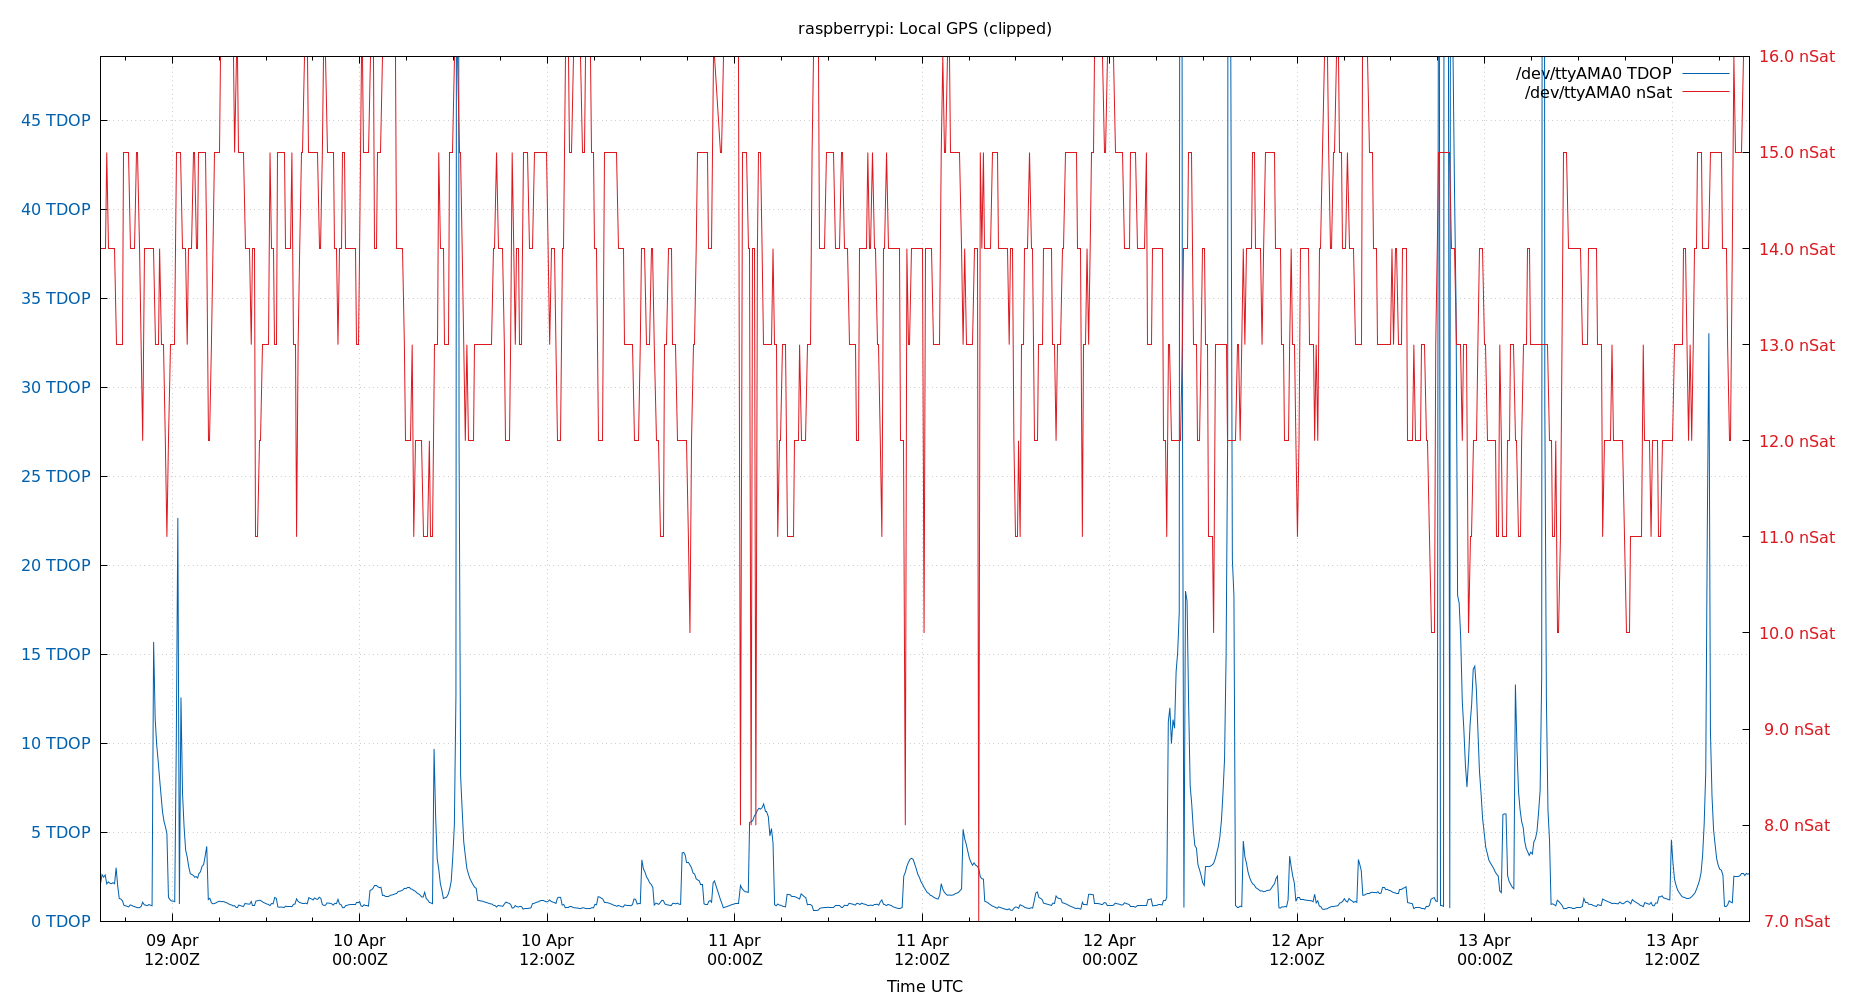 raspberrypi: Local GPS (clipped)
/dev/ttyAMA0 TDOP
/dev/ttyAMA0 nSat
45 TDOP
40 TDOP
35 TDOP
30 TDOP
25 TDOP
20 TDOP
15 TDOP
10 TDOP
5 TDOP
0 TDOP
16.0 nSat
15.0 nSat
14.0 nSat
13.0 nSat
12.0 nSat
11.0 nSat
10.0 nSat
9.0 nSat
8.0 nSat
7.0 nSat
09 Apr
12:00Z
10 Apr
00:00Z
10 Apr
12:00Z
11 Apr
00:00Z
11 Apr
12:00Z
12 Apr
00:00Z
12 Apr
12:00Z
13 Apr
00:00Z
13 Apr
12:00Z
Time UTC